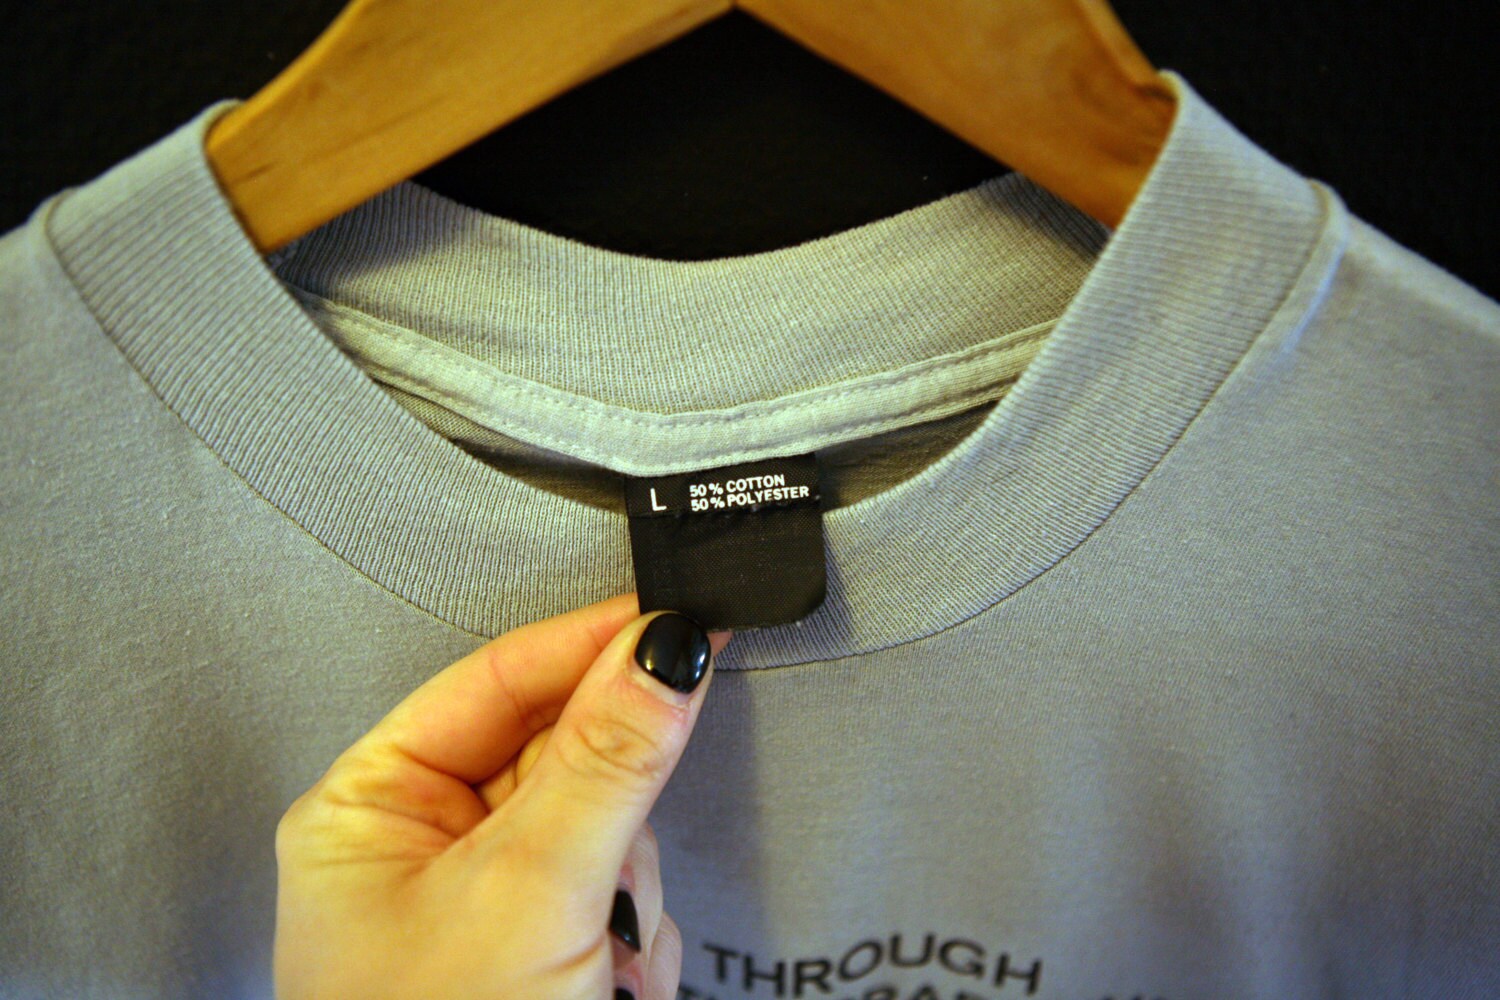 L
50% COTTON
50% POLYESTER
THROUGH